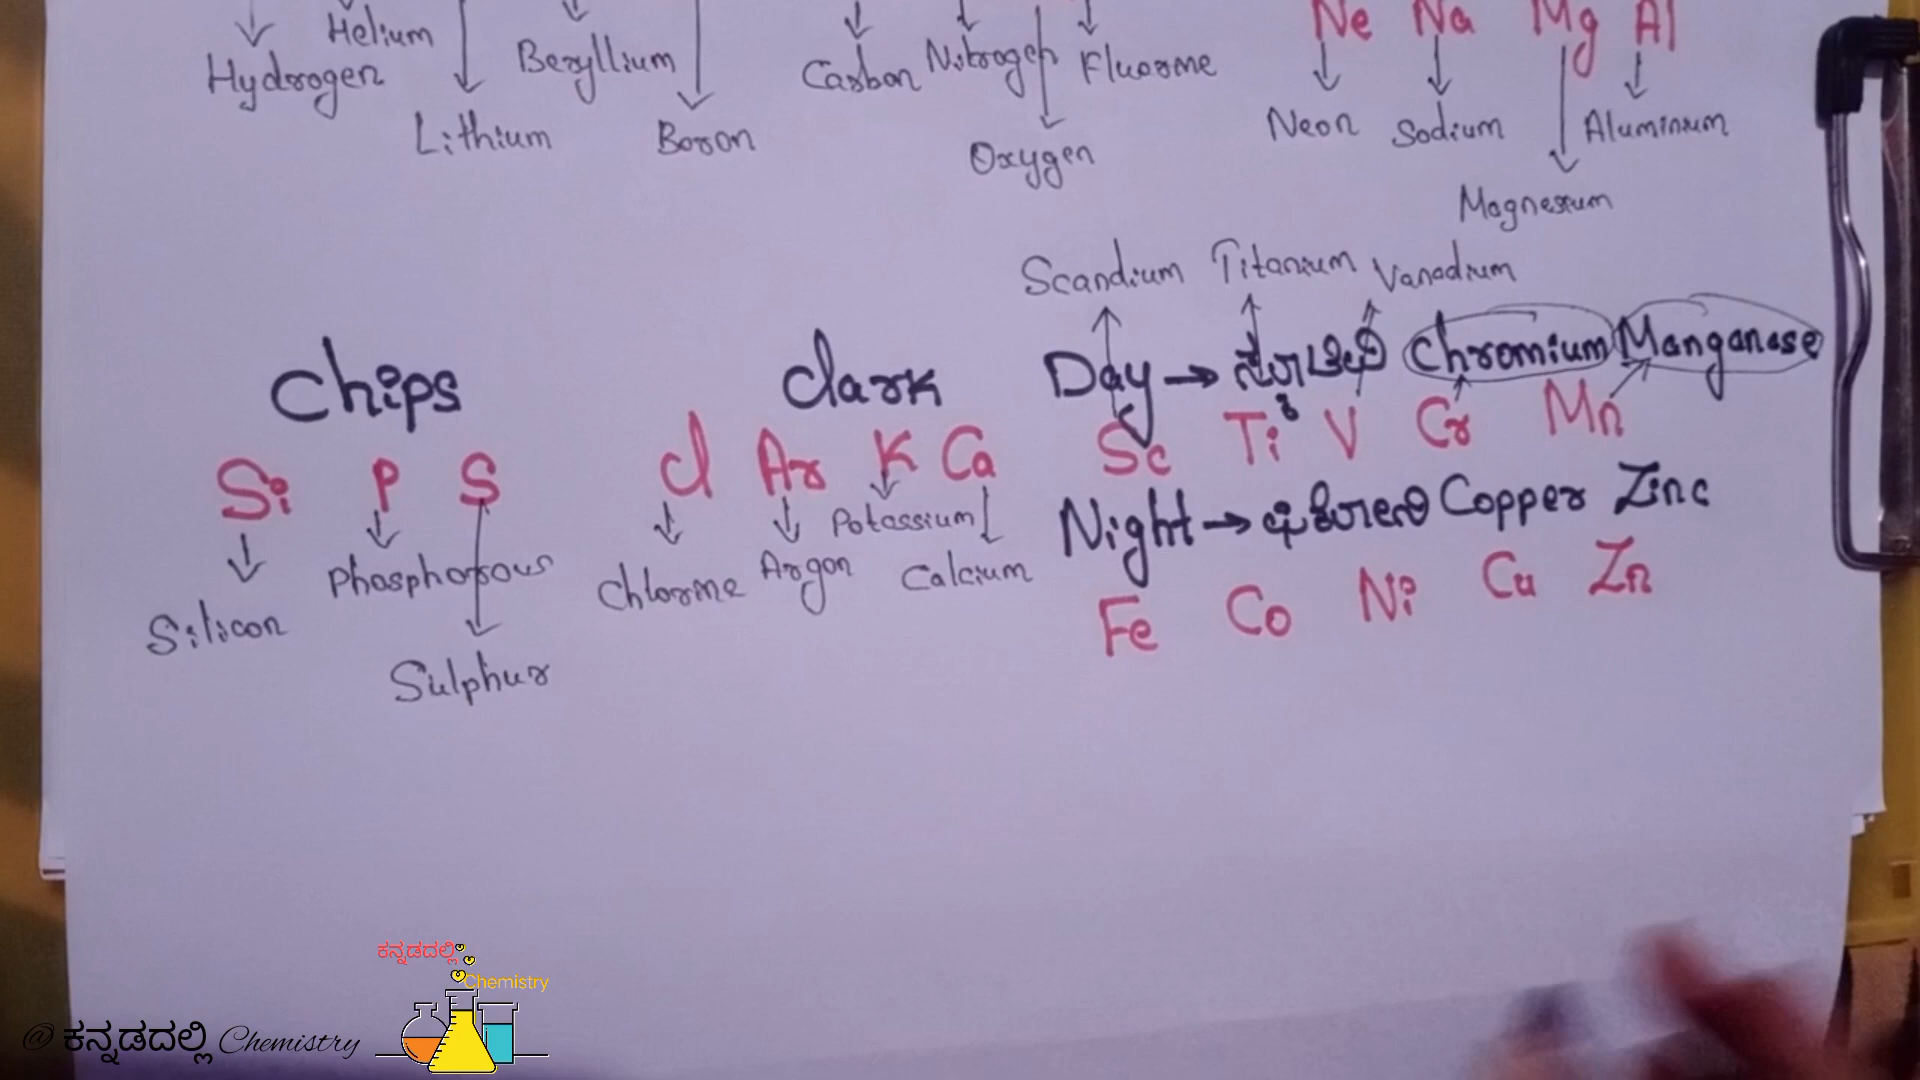 Ne Na Mg Al
Helium Beryllium Carbon Nitrogen Fluorine
Hydrogen
Lithium Boron Oxygen Neon Sodium Aluminium
Magnesium
Scandium Titanium Vanadium
Chips Clark Day → Chromium Manganese
Si P S Cl Ar K Ca Sc Ti V Cr Mn
Night → Copper Zinc
Phosphorous Chlorine Argon Potassium Calcium
Fe Co Ni Cu Zn
Silicon
Sulphur
ಕನ್ನಡದಲ್ಲಿ
Chemistry
@ ಕನ್ನಡದಲ್ಲಿ Chemistry